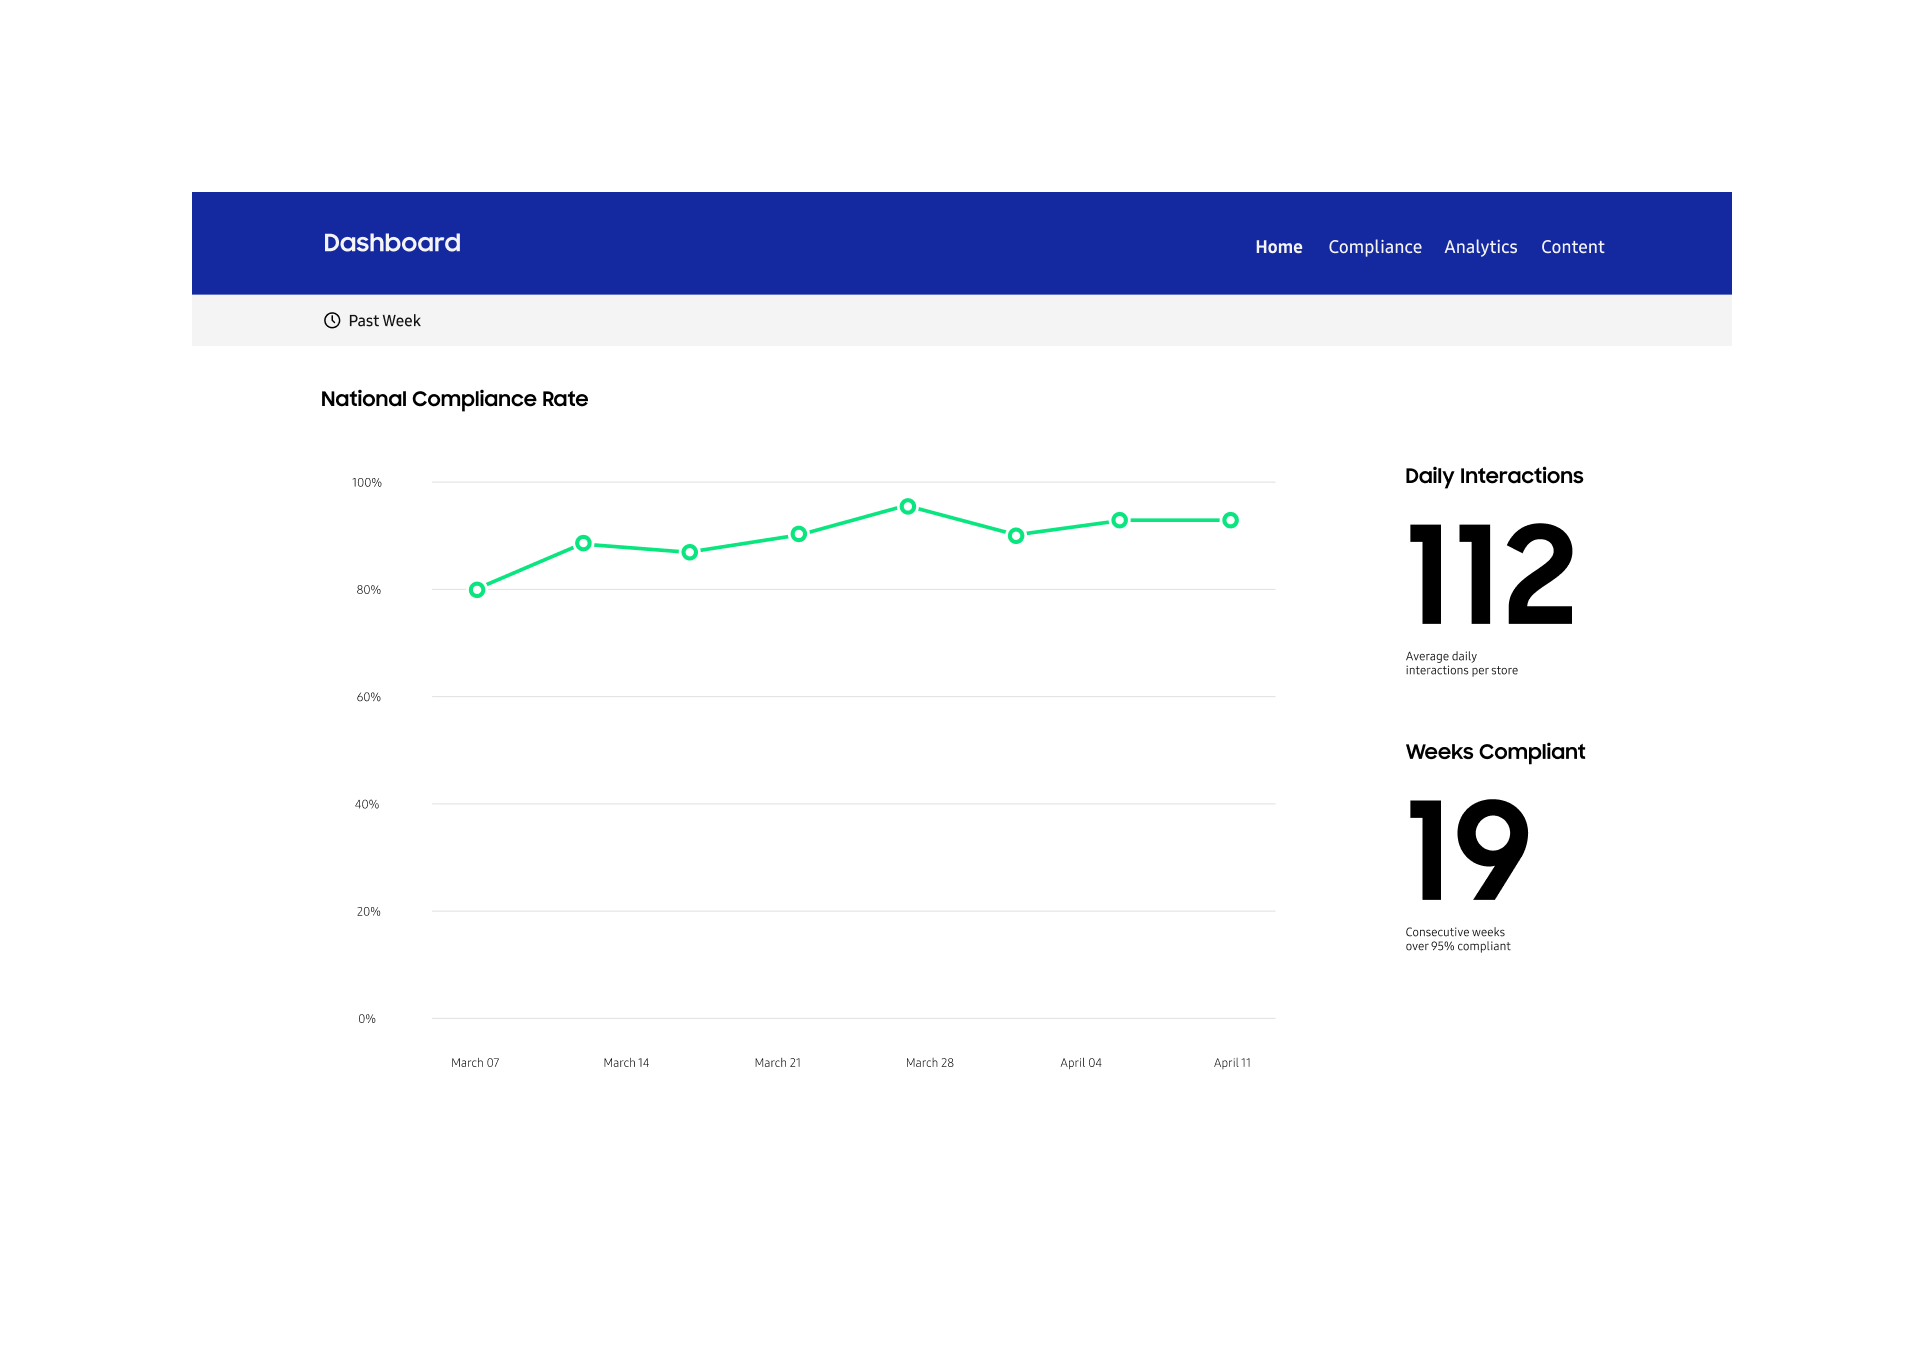 Dashboard
Home Compliance Analytics Content
Past Week
National Compliance Rate
100%
80%
60%
40%
20%
0%
March 07 March 14 March 21 March 28 April 04 April 11
Daily Interactions
112
Average daily
interactions per store
Weeks Compliant
19
Consecutive weeks
over 95% compliant